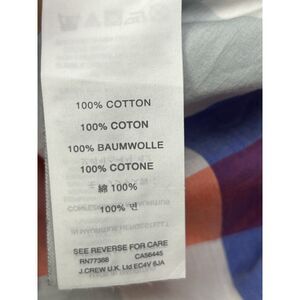 100% COTTON
100% COTON
100% BAUMWOLLE
100% COTONE
綿 100%
100% 면
SEE REVERSE FOR CARE
RN77388 CA56445
J.CREW U.K. Ltd EC4V 6JA